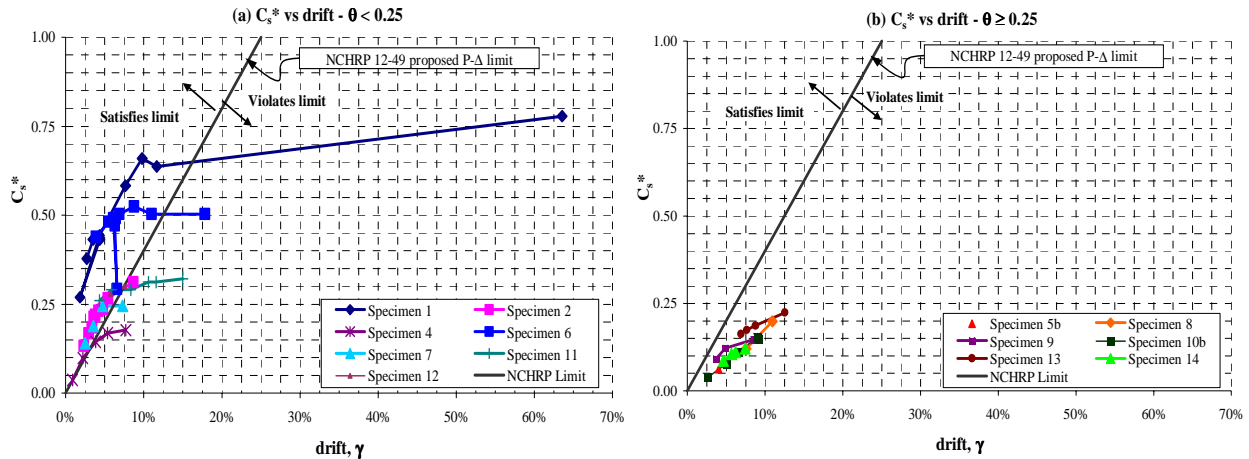 (a) Cs* vs drift - θ < 0.25
1.00
0.75
0.50
0.25
0.00
Cs*
NCHRP 12-49 proposed P-Δ limit
Satisfies limit
Violates limit
Specimen 1
Specimen 2
Specimen 4
Specimen 6
Specimen 7
Specimen 11
Specimen 12
NCHRP Limit
0% 10% 20% 30% 40% 50% 60% 70%
drift, γ
(b) Cs* vs drift - θ ≥ 0.25
1.00
0.75
0.50
0.25
0.00
Cs*
NCHRP 12-49 proposed P-Δ limit
Satisfies limit
Violates limit
Specimen 5b
Specimen 8
Specimen 9
Specimen 10b
Specimen 13
Specimen 14
NCHRP Limit
0% 10% 20% 30% 40% 50% 60% 70%
drift, γ